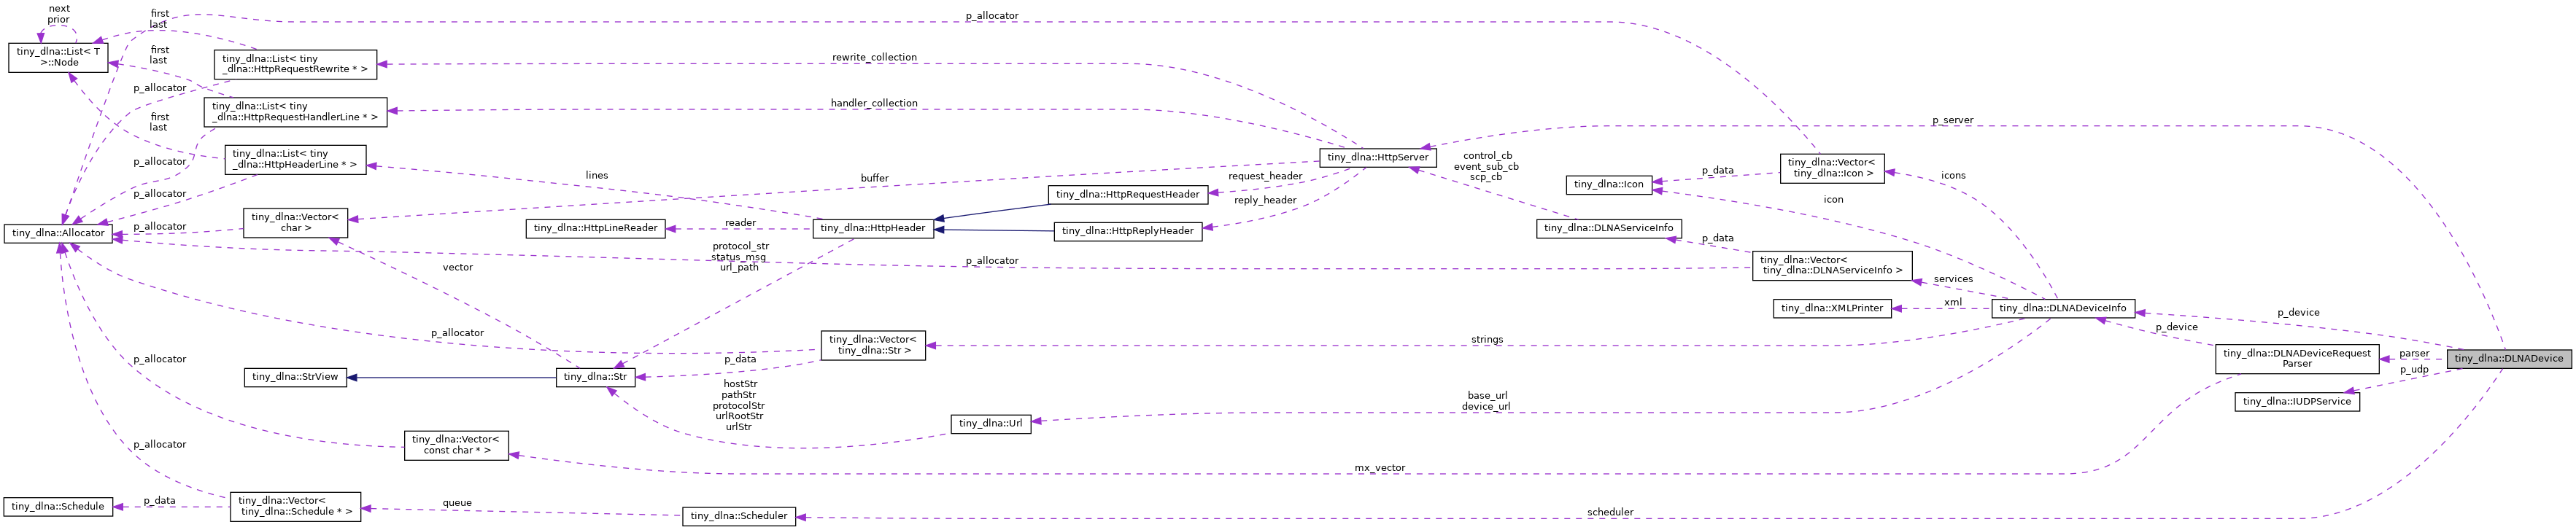 next
prior
first
last
p_allocator
tiny_dlna::List< T
>::Node
first
last
tiny_dlna::List< tiny
_dlna::HttpRequestRewrite * >
rewrite_collection
p_allocator
tiny_dlna::List< tiny
_dlna::HttpRequestHandlerLine * >
handler_collection
first
last
p_server
p_allocator
tiny_dlna::List< tiny
_dlna::HttpHeaderLine * >
tiny_dlna::HttpServer
control_cb
event_sub_cb
scp_cb
tiny_dlna::Vector<
tiny_dlna::Icon >
lines
buffer
request_header
tiny_dlna::Icon
p_data
icons
p_allocator
tiny_dlna::HttpRequestHeader
reply_header
icon
tiny_dlna::Allocator
p_allocator
tiny_dlna::Vector<
char >
tiny_dlna::HttpLineReader
reader
tiny_dlna::HttpHeader
tiny_dlna::HttpReplyHeader
tiny_dlna::DLNAServiceInfo
p_data
protocol_str
status_msg
url_path
vector
p_allocator
tiny_dlna::Vector<
tiny_dlna::DLNAServiceInfo >
services
tiny_dlna::XMLPrinter
xml
tiny_dlna::DLNADeviceInfo
p_device
p_device
p_allocator
tiny_dlna::Vector<
tiny_dlna::Str >
strings
p_allocator
p_data
tiny_dlna::DLNADeviceRequest
Parser
parser
tiny_dlna::DLNADevice
p_udp
tiny_dlna::StrView
tiny_dlna::Str
hostStr
pathStr
protocolStr
urlRootStr
urlStr
base_url
device_url
tiny_dlna::IUDPService
tiny_dlna::Url
p_allocator
tiny_dlna::Vector<
const char * >
mx_vector
tiny_dlna::Schedule
p_data
tiny_dlna::Vector<
tiny_dlna::Schedule * >
queue
tiny_dlna::Scheduler
scheduler